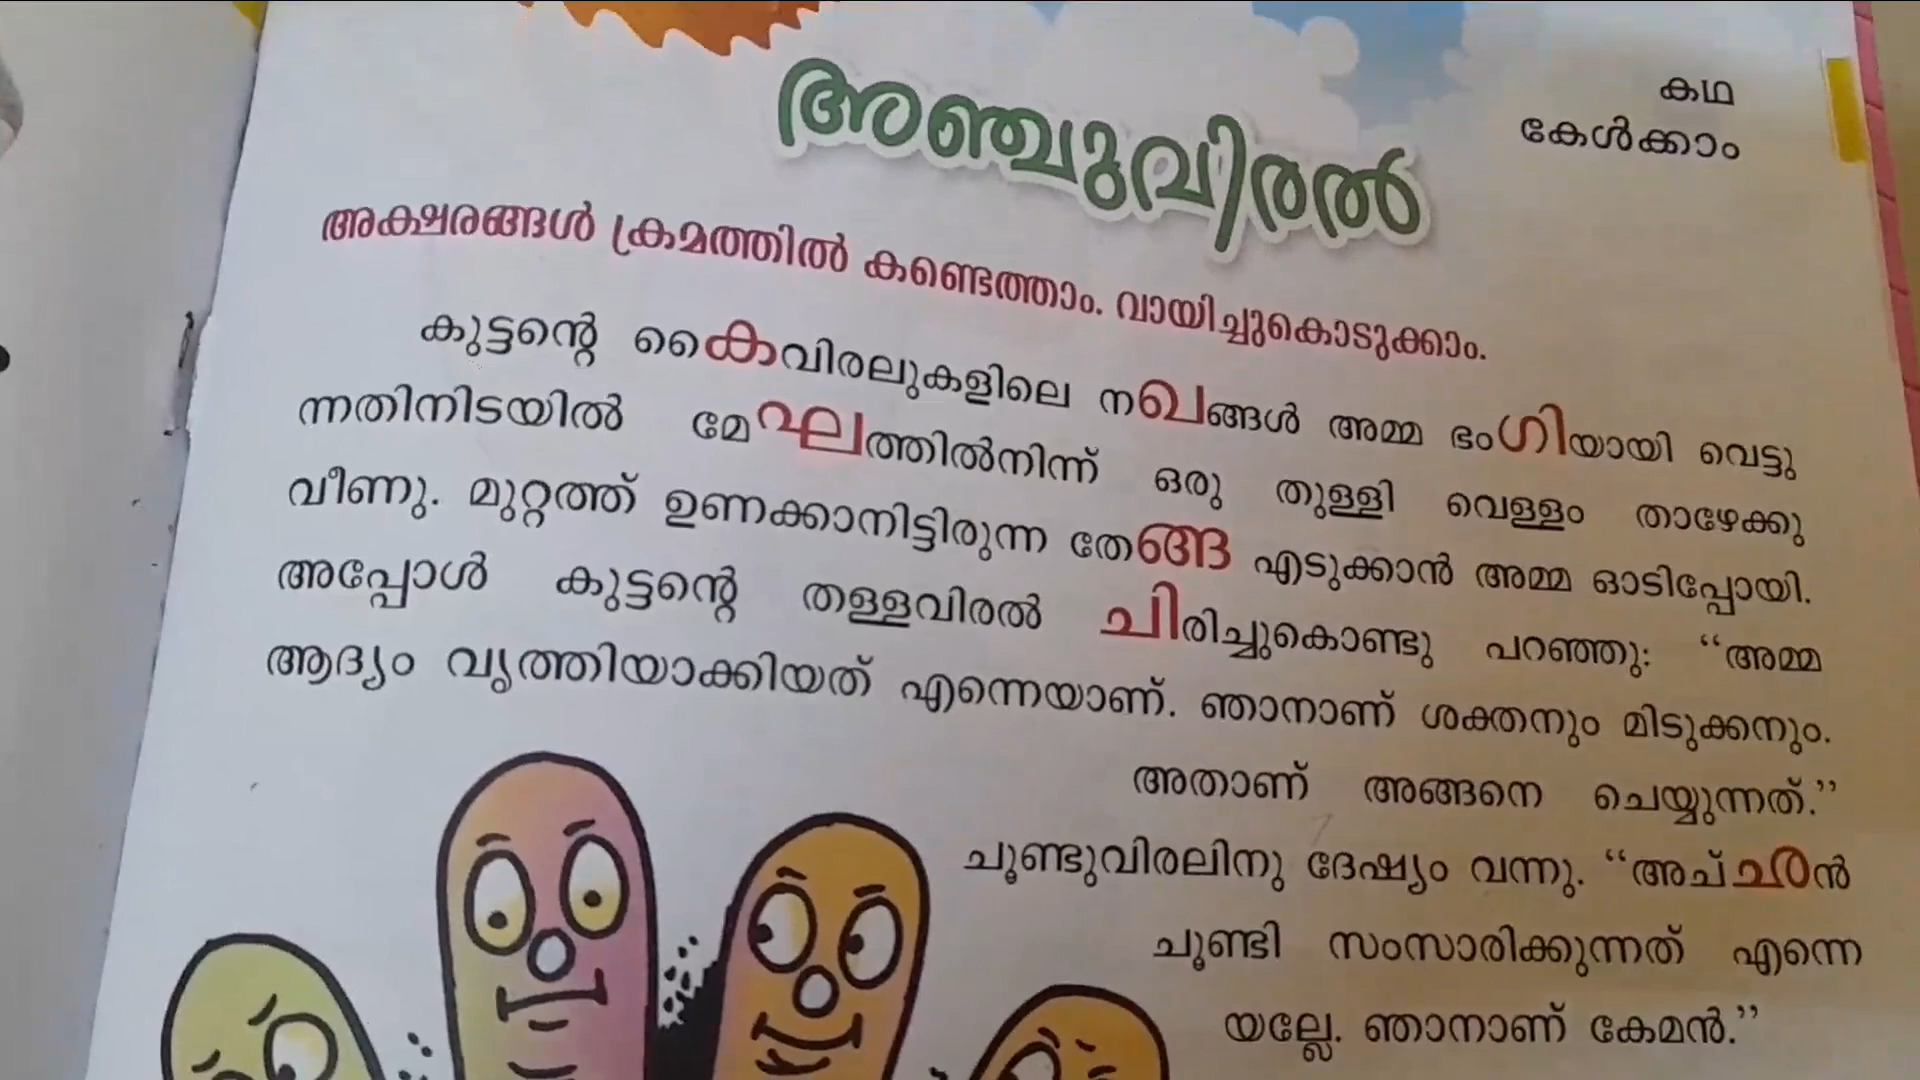 കഥ
കേൾക്കാം
അഞ്ചുവിരൽ
അക്ഷരങ്ങൾ ക്രമത്തിൽ കണ്ടെത്താം. വായിച്ചുകൊടുക്കാം.
കുട്ടന്റെ കൈവിരലുകളിലെ നഖങ്ങൾ അമ്മ ഭംഗിയായി വെട്ടു
ന്നതിനിടയിൽ മേഘത്തിൽനിന്ന് ഒരു തുള്ളി വെള്ളം താഴേക്കു
വീണു. മുറ്റത്ത് ഉണക്കാനിട്ടിരുന്ന തേങ്ങ എടുക്കാൻ അമ്മ ഓടിപ്പോയി.
അപ്പോൾ കുട്ടന്റെ തള്ളവിരൽ ചിരിച്ചുകൊണ്ടു പറഞ്ഞു: “അമ്മ
ആദ്യം വൃത്തിയാക്കിയത് എന്നെയാണ്. ഞാനാണ് ശക്തനും മിടുക്കനും.
അതാണ് അങ്ങനെ ചെയ്യുന്നത്.”
ചൂണ്ടുവിരലിനു ദേഷ്യം വന്നു. “അച്ഛൻ
ചൂണ്ടി സംസാരിക്കുന്നത് എന്നെ
യല്ലേ. ഞാനാണ് കേമൻ.”